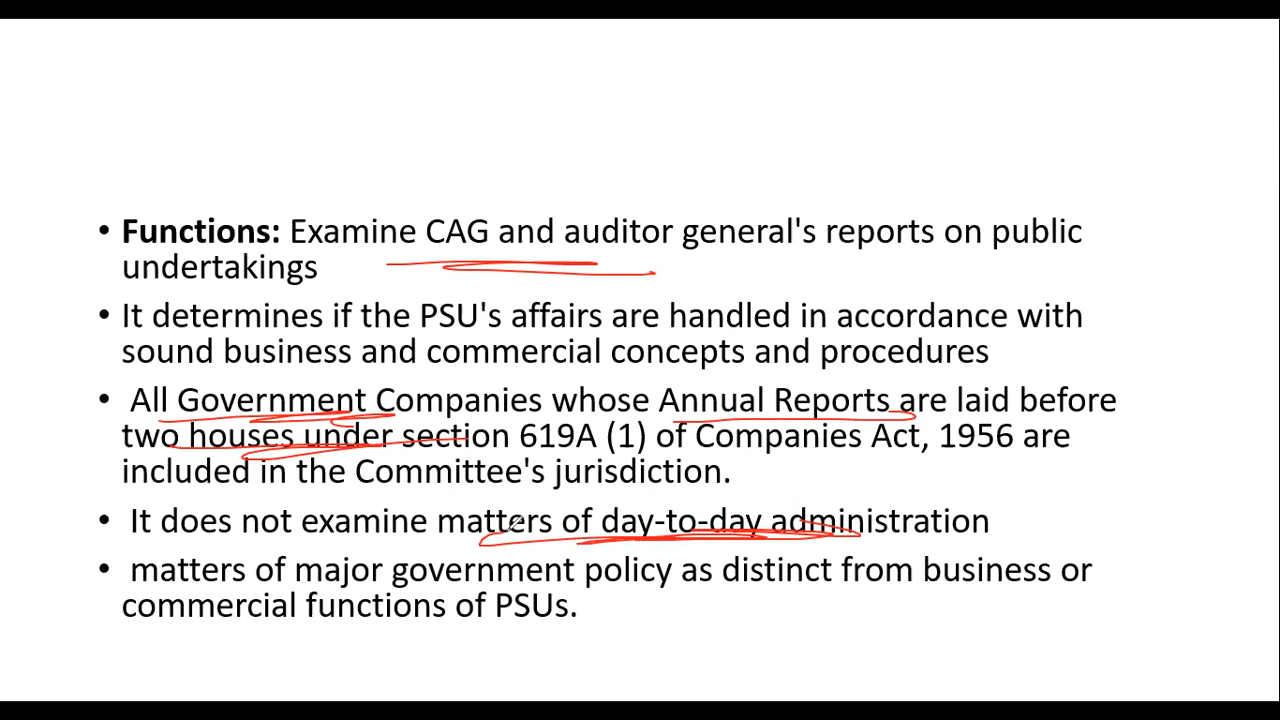 • Functions: Examine CAG and auditor general's reports on public
undertakings
• It determines if the PSU's affairs are handled in accordance with
sound business and commercial concepts and procedures
• All Government Companies whose Annual Reports are laid before
two houses under section 619A (1) of Companies Act, 1956 are
included in the Committee's jurisdiction.
• It does not examine matters of day-to-day administration
• matters of major government policy as distinct from business or
commercial functions of PSUs.